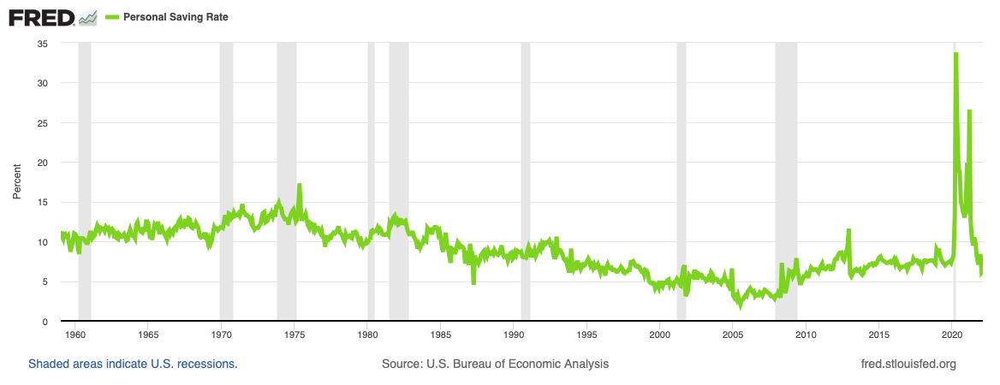 FRED Personal Saving Rate
35
30
25
20
15
10
5
0
Percent
1960 1965 1970 1975 1980 1985 1990 1995 2000 2005 2010 2015 2020
Shaded areas indicate U.S. recessions. Source: U.S. Bureau of Economic Analysis fred.stlouisfed.org